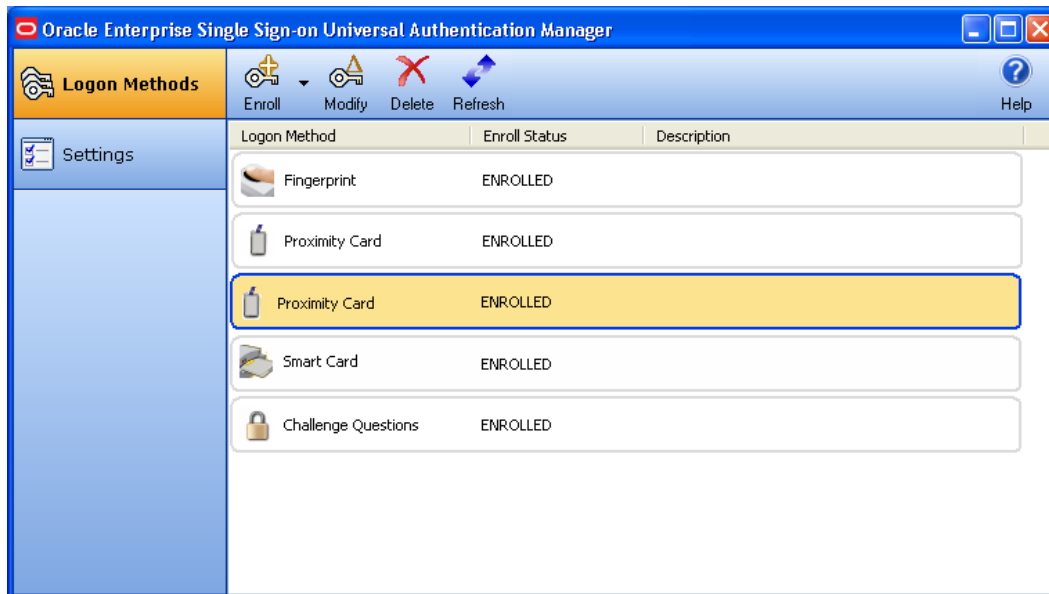 Oracle Enterprise Single Sign-on Universal Authentication Manager
Logon Methods
Settings
Enroll Modify Delete Refresh Help
Logon Method Enroll Status Description
Fingerprint ENROLLED
Proximity Card ENROLLED
Proximity Card ENROLLED
Smart Card ENROLLED
Challenge Questions ENROLLED